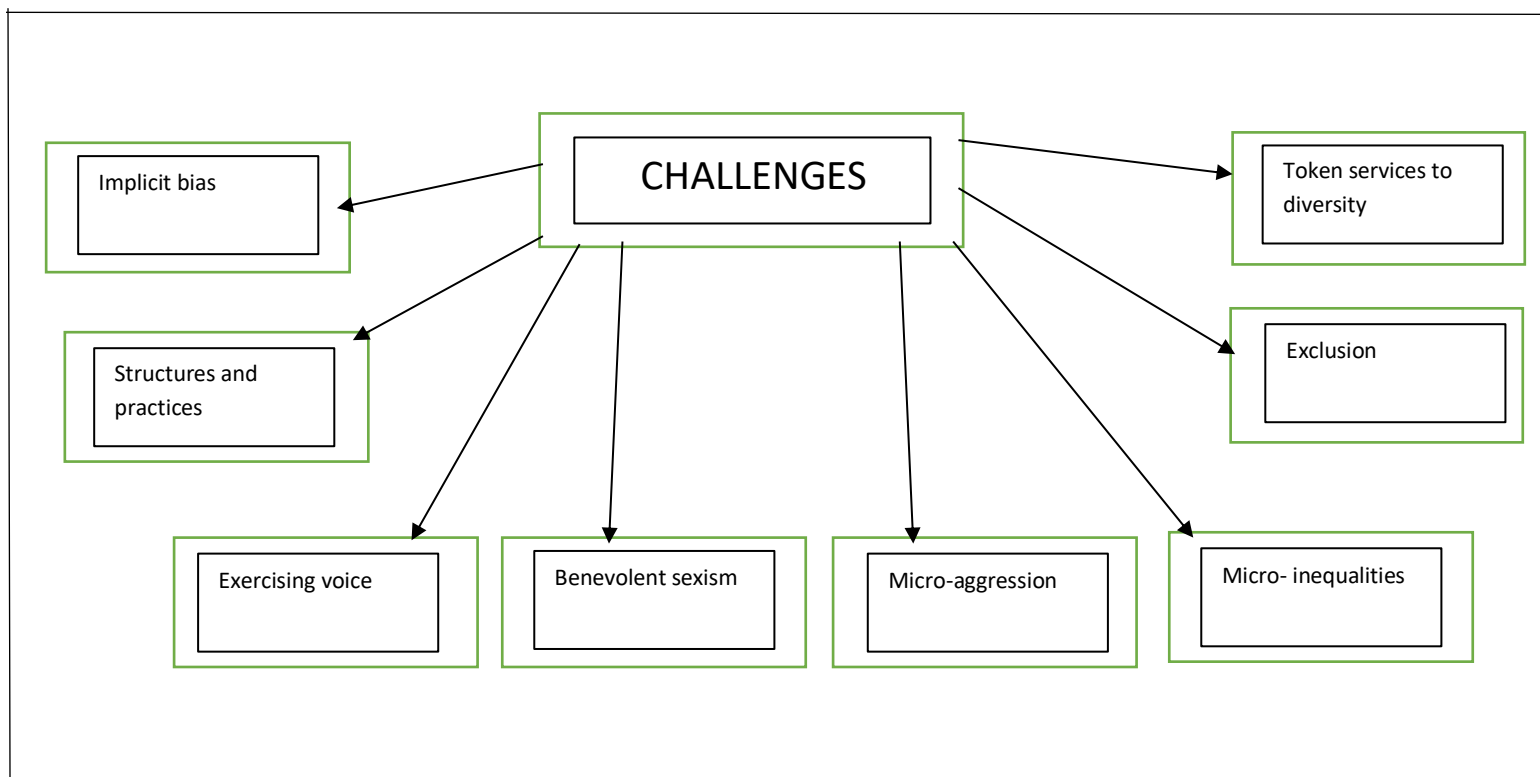 CHALLENGES
Implicit bias
Token services to
diversity
Structures and
practices
Exclusion
Exercising voice
Benevolent sexism
Micro-aggression
Micro- inequalities